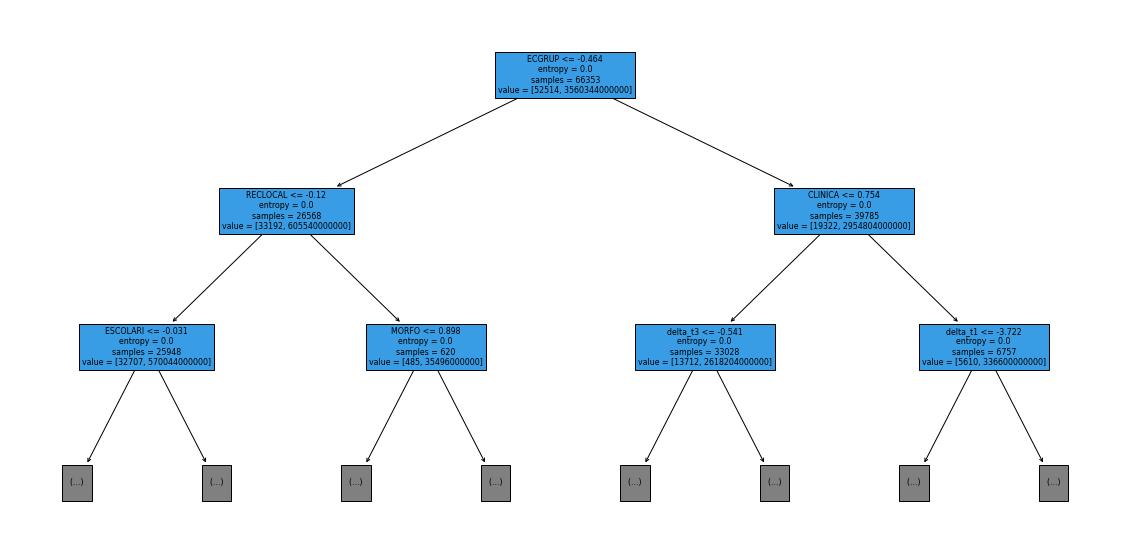 ECGRUP <= -0.464
entropy = 0.0
samples = 66353
value = [52514, 3560344000000]
RECLOCAL <= -0.12
entropy = 0.0
samples = 26568
value = [33192, 605540000000]
CLINICA <= 0.754
entropy = 0.0
samples = 39785
value = [19322, 2954804000000]
ESCOLARI <= -0.031
entropy = 0.0
samples = 25948
value = [32707, 570044000000]
MORFO <= 0.898
entropy = 0.0
samples = 620
value = [485, 35496000000]
delta_t3 <= -0.541
entropy = 0.0
samples = 33028
value = [13712, 2618204000000]
delta_t1 <= -3.722
entropy = 0.0
samples = 6757
value = [5610, 336600000000]
(...)
(...)
(...)
(...)
(...)
(...)
(...)
(...)